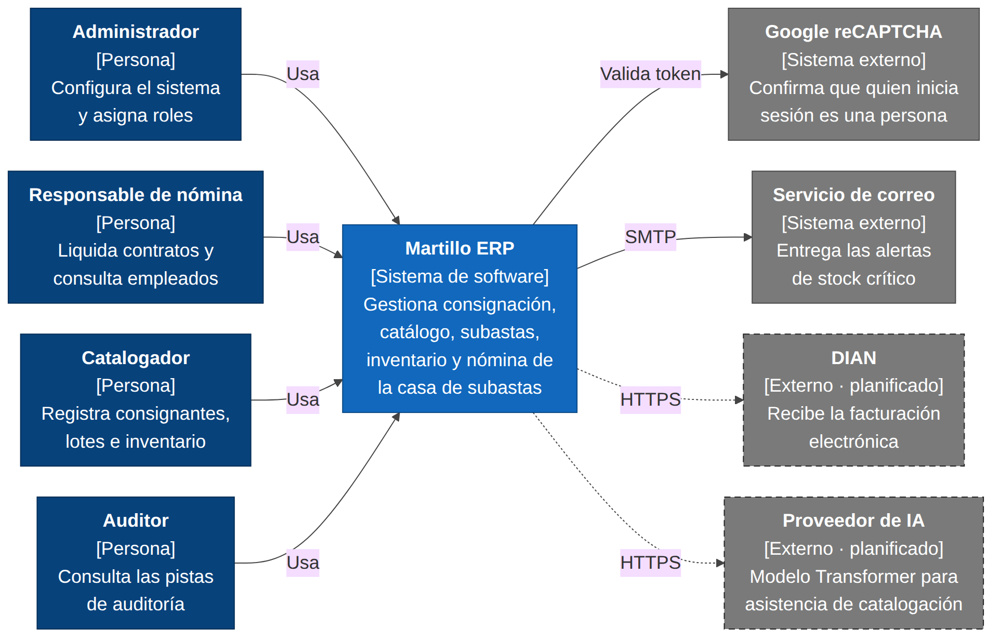 Administrador
[Persona]
Configura el sistema
y asigna roles
Usa
Responsable de nómina
[Persona]
Liquida contratos y
consulta empleados
Usa
Catalogador
[Persona]
Registra consignantes,
lotes e inventario
Usa
Auditor
[Persona]
Consulta las pistas
de auditoría
Usa
Martillo ERP
[Sistema de software]
Gestiona consignación,
catálogo, subastas,
inventario y nómina de
la casa de subastas
Valida token
Google reCAPTCHA
[Sistema externo]
Confirma que quien inicia
sesión es una persona
SMTP
Servicio de correo
[Sistema externo]
Entrega las alertas
de stock crítico
HTTPS
DIAN
[Externo · planificado]
Recibe la facturación
electrónica
HTTPS
Proveedor de IA
[Externo · planificado]
Modelo Transformer para
asistencia de catalogación